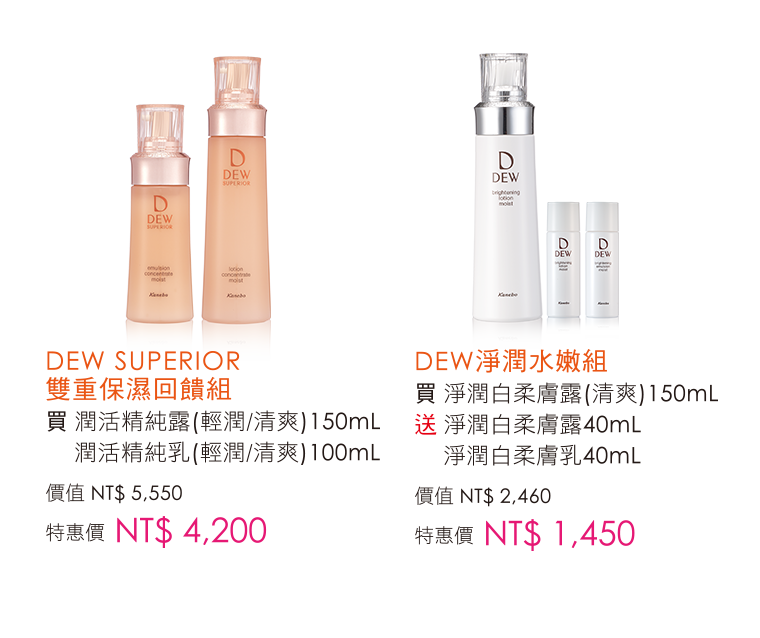 D
DEW
SUPERIOR
emulsion
concentrate
moist
Kanebo
D
DEW
SUPERIOR
lotion
concentrate
moist
Kanebo
D
DEW
brightening
lotion
moist
Kanebo
D
DEW
brightening
lotion
moist
Kanebo
D
DEW
brightening
emulsion
moist
Kanebo
DEW SUPERIOR
雙重保濕回饋組
買 潤活精純露(輕潤/清爽)150mL
潤活精純乳(輕潤/清爽)100mL
價值 NT$ 5,550
特惠價 NT$ 4,200
DEW淨潤水嫩組
買 淨潤白柔膚露(清爽)150mL
送 淨潤白柔膚露40mL
淨潤白柔膚乳40mL
價值 NT$ 2,460
特惠價 NT$ 1,450